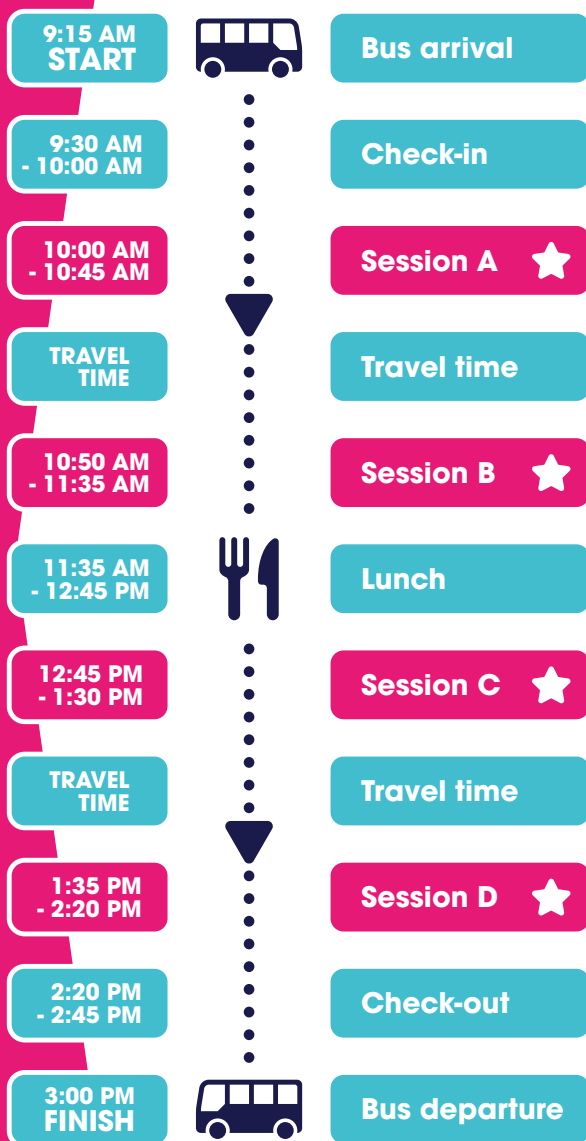 9:15 AM
START
Bus arrival
9:30 AM
- 10:00 AM
Check-in
10:00 AM
- 10:45 AM
Session A
TRAVEL
TIME
Travel time
10:50 AM
- 11:35 AM
Session B
11:35 AM
- 12:45 PM
Lunch
12:45 PM
- 1:30 PM
Session C
TRAVEL
TIME
Travel time
1:35 PM
- 2:20 PM
Session D
2:20 PM
- 2:45 PM
Check-out
3:00 PM
FINISH
Bus departure